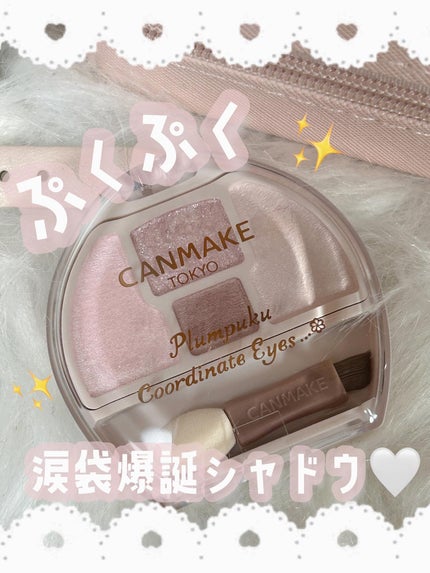 ぷくぷく
CANMAKE
TOKYO
Plumpuku
Coordinate Eyes...
CANMAKE
涙袋爆誕シャドウ🤍